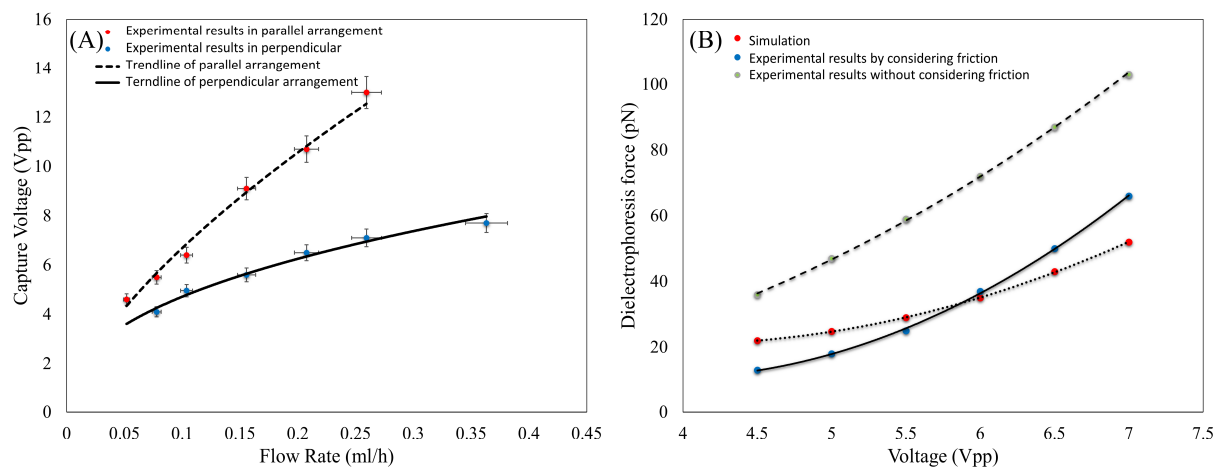 (A)
Experimental results in parallel arrangement
Experimental results in perpendicular
Trendline of parallel arrangement
Terndline of perpendicular arrangement
Capture Voltage (Vpp)
16
14
12
10
8
6
4
2
0
0 0.05 0.1 0.15 0.2 0.25 0.3 0.35 0.4 0.45
Flow Rate (ml/h)
(B)
Simulation
Experimental results by considering friction
Experimental results without considering friction
Dielectrophoresis force (pN)
120
100
80
60
40
20
0
4 4.5 5 5.5 6 6.5 7 7.5
Voltage (Vpp)